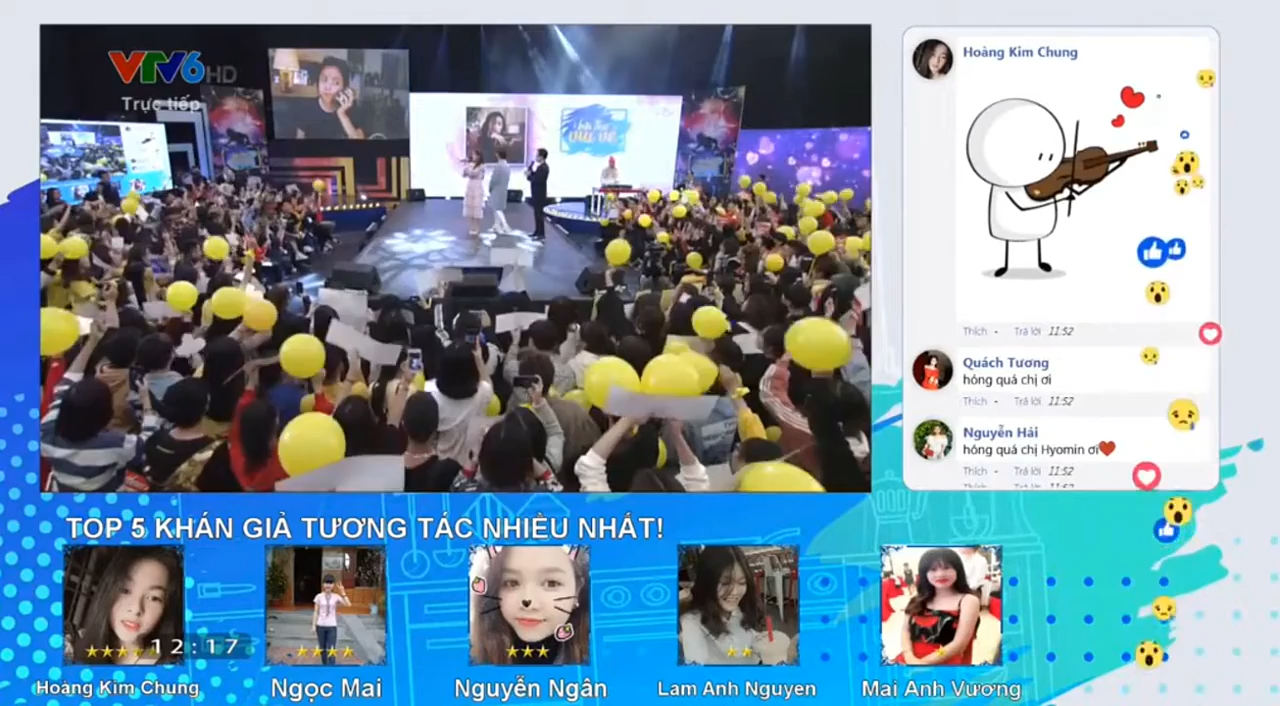 VTV6 HD
Trực tiếp
Hoàng Kim Chung
Thích - Trả lời 11:52
Quách Tương
hóng quá chị ơi
Thích - Trả lời 11:52
Nguyễn Hải
hóng quá chị Hyomin ơi
Thích - Trả lời 11:52
TOP 5 KHÁN GIẢ TƯƠNG TÁC NHIỀU NHẤT!
12:17
Hoàng Kim Chung
Ngọc Mai
Nguyễn Ngân
Lam Anh Nguyen
Mai Anh Vương